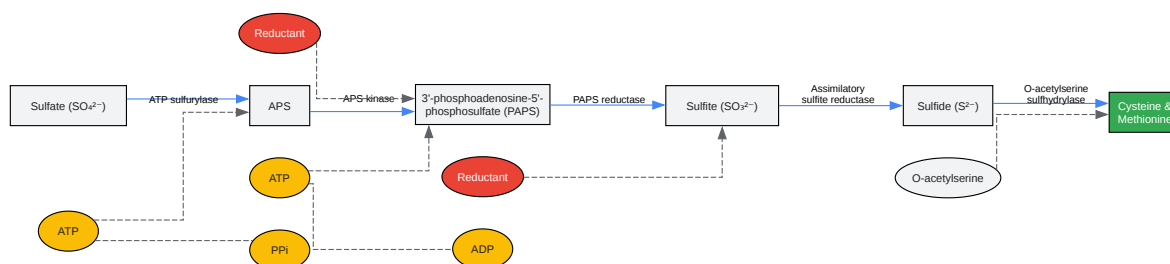 Reductant
Sulfate (SO₄²⁻)
ATP sulfurylase
APS
APS kinase
3'-phosphoadenosine-5'-
phosphosulfate (PAPS)
PAPS reductase
Sulfite (SO₃²⁻)
Assimilatory
sulfite reductase
Sulfide (S²⁻)
O-acetylserine
sulfhydrylase
Cysteine &
Methionine
ATP
Reductant
O-acetylserine
ATP
PPi
ADP